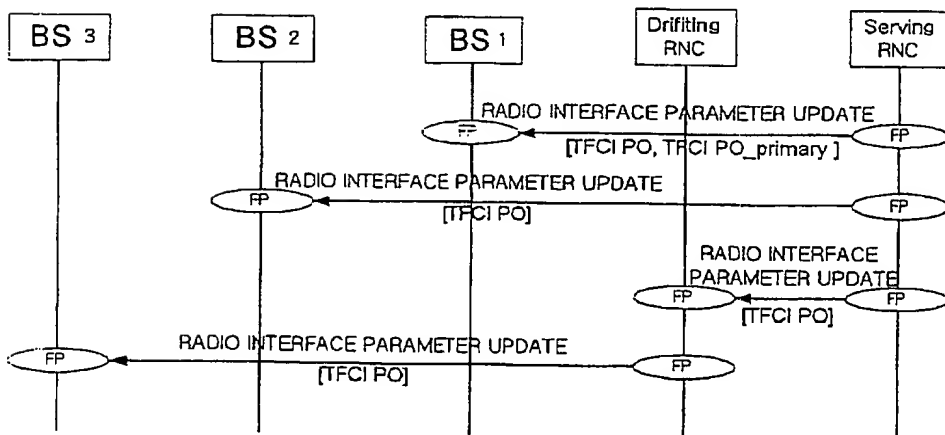 BS 3
BS 2
BS 1
Drifiting
RNC
Serving
RNC
RADIO INTERFACE PARAMETER UPDATE
FP
FP
[TFCI PO, TFCI PO_primary ]
RADIO INTERFACE PARAMETER UPDATE
FP
FP
[TFCI PO]
RADIO INTERFACE
PARAMETER UPDATE
FP
FP
[TFCI PO]
RADIO INTERFACE PARAMETER UPDATE
FP
FP
[TFCI PO]